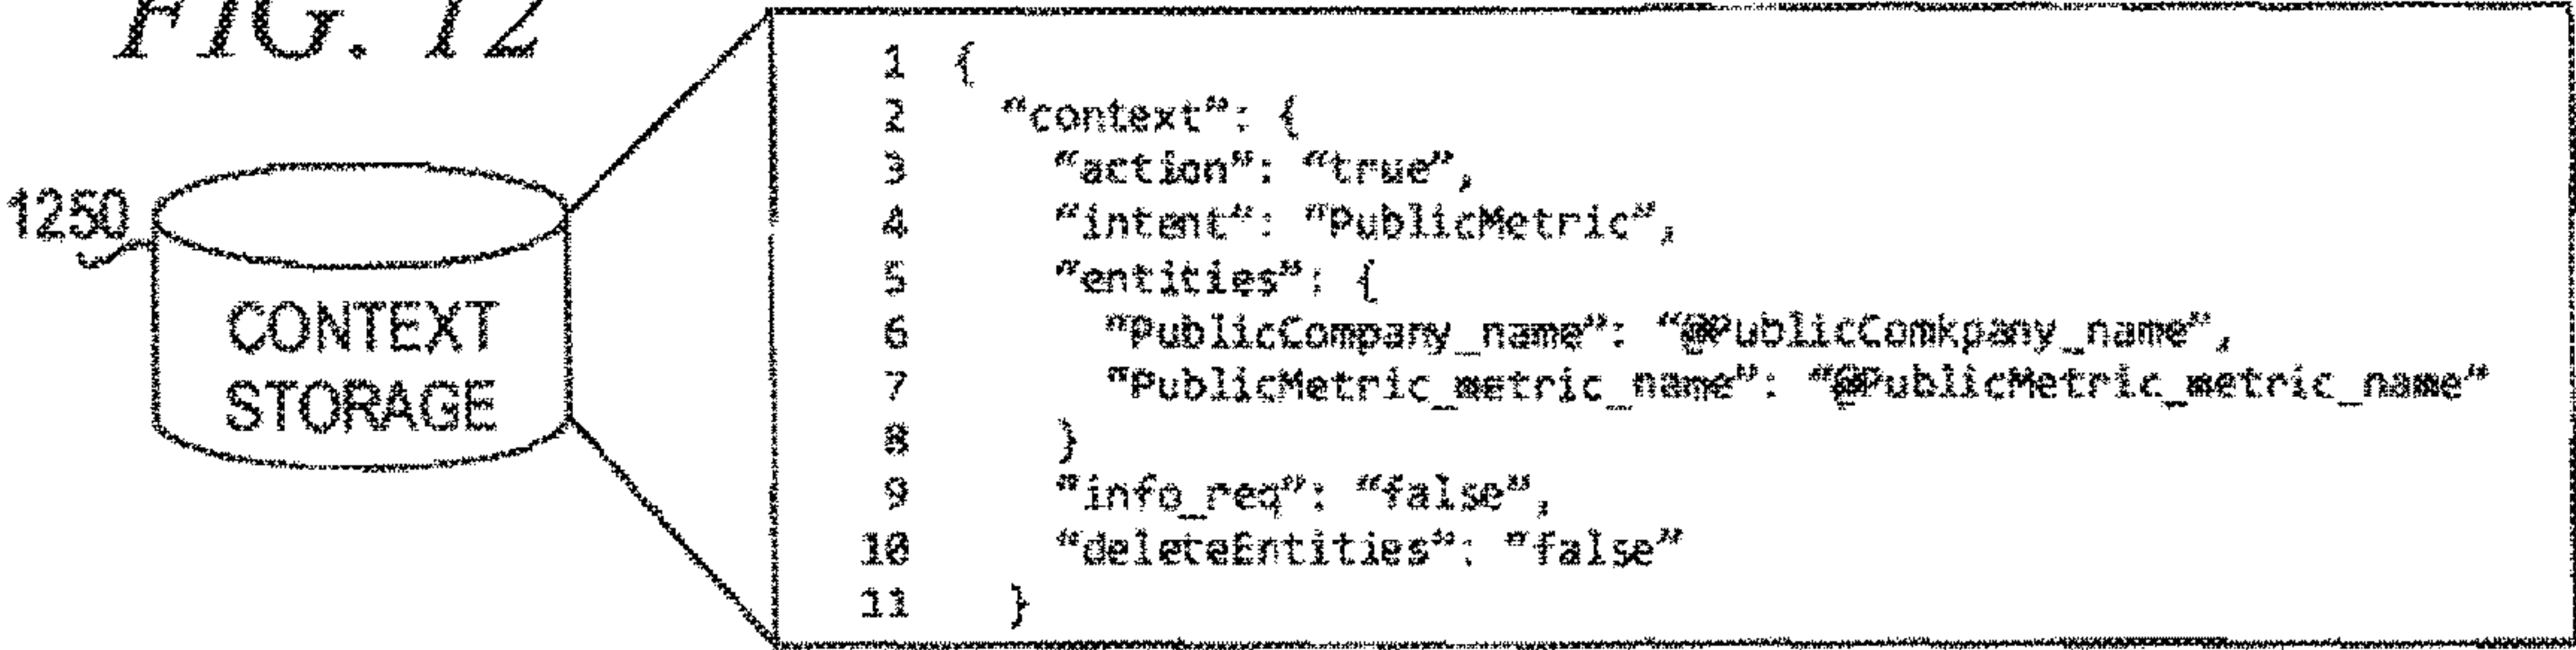 FIG. 12
1250
CONTEXT
STORAGE
1 {
2 "context": {
3 "action": "true",
4 "intent": "PublicMetric",
5 "entities": {
6 "PublicCompany_name": "@PublicComkpany_name",
7 "PublicMetric_metric_name": "@PublicMetric_metric_name"
8 }
9 "info_req": "false",
10 "deleteEntities": "false"
11 }